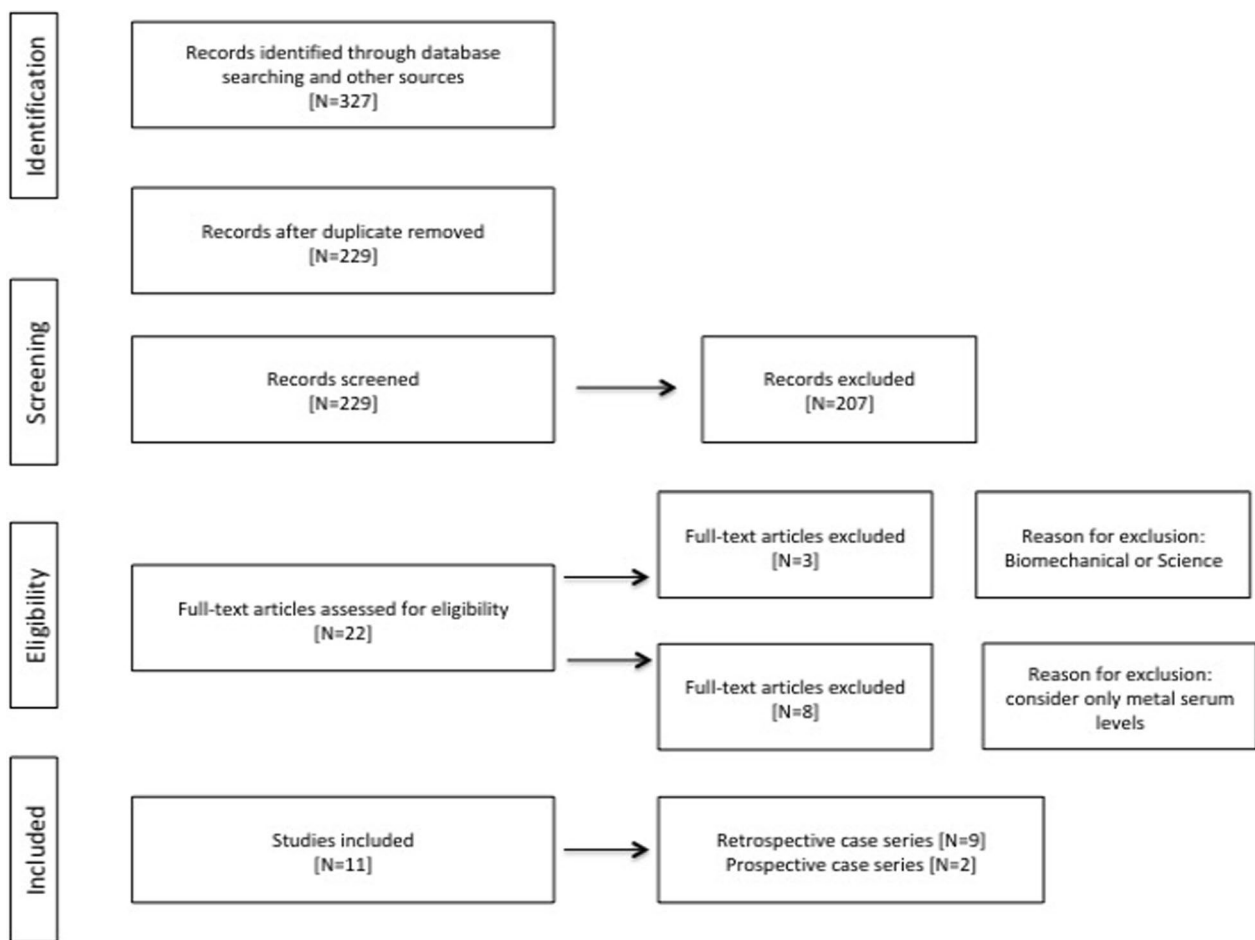 Identification
Records identified through database
searching and other sources
[N=327]
Records after duplicate removed
[N=229]
Screening
Records screened
[N=229]
Records excluded
[N=207]
Eligibility
Full-text articles assessed for eligibility
[N=22]
Full-text articles excluded
[N=3]
Reason for exclusion:
Biomechanical or Science
Full-text articles excluded
[N=8]
Reason for exclusion:
consider only metal serum
levels
Included
Studies included
[N=11]
Retrospective case series [N=9]
Prospective case series [N=2]